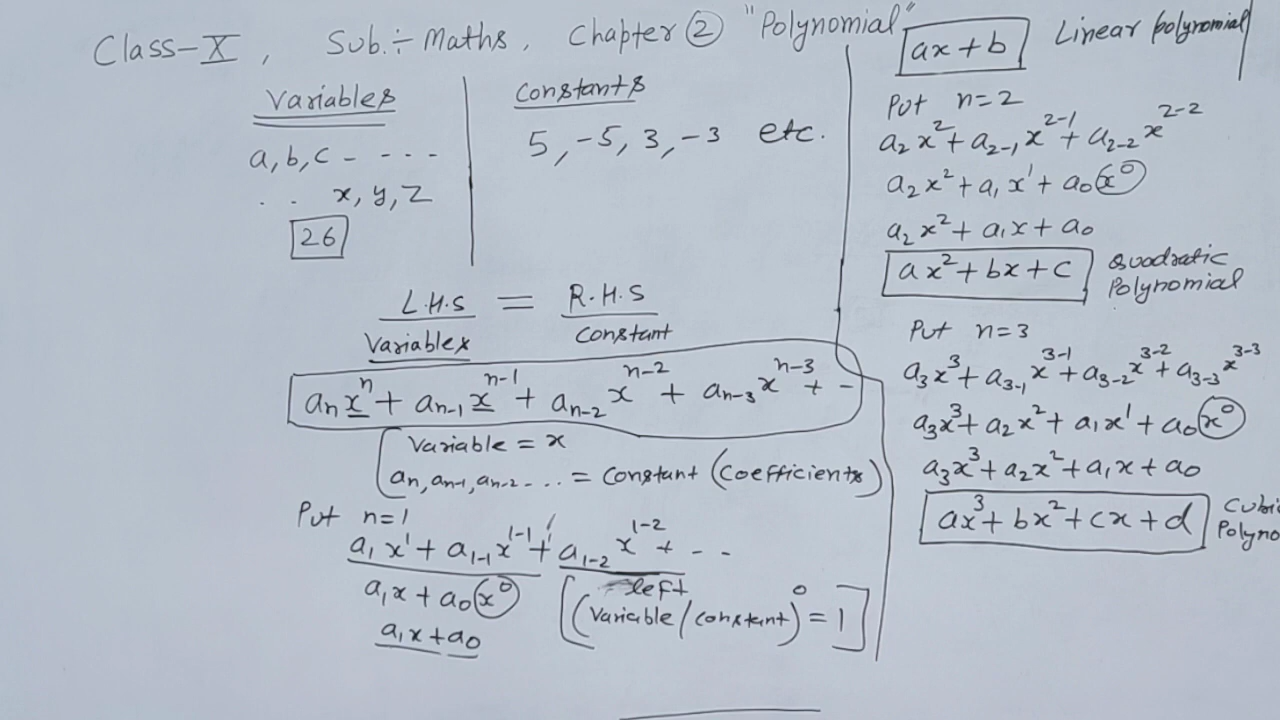 Class-X, Sub.÷ Maths, Chapter ② "Polynomial"
Variables
a, b, c - - - - -
. . x, y, z
26
Constants
5, -5, 3, -3 etc.
L.H.S = R.H.S
Variablex constant
aₙxⁿ + aₙ₋₁xⁿ⁻¹ + aₙ₋₂xⁿ⁻² + aₙ₋₃xⁿ⁻³ + -
Variable = x
aₙ, aₙ₋₁, aₙ₋₂ - . . . = constant (coefficients)
Put n=1
a₁x¹ + a₁₋₁x¹⁻¹ + a₁₋₂x¹⁻² + - -
left
a₁x + a₀x⁰
[(Variable/constant)⁰ = 1]
a₁x + a₀
ax + b Linear polynomial
Put n=2
a₂x² + a₂₋₁x²⁻¹ + a₂₋₂x²⁻²
a₂x² + a₁x¹ + a₀x⁰
a₂x² + a₁x + a₀
ax² + bx + c Quadratic
Polynomial
Put n=3
a₃x³ + a₃₋₁x³⁻¹ + a₃₋₂x³⁻² + a₃₋₃x³⁻³
a₃x³ + a₂x² + a₁x¹ + a₀x⁰
a₃x³ + a₂x² + a₁x + a₀
ax³ + bx² + cx + d Cubi
Polyno